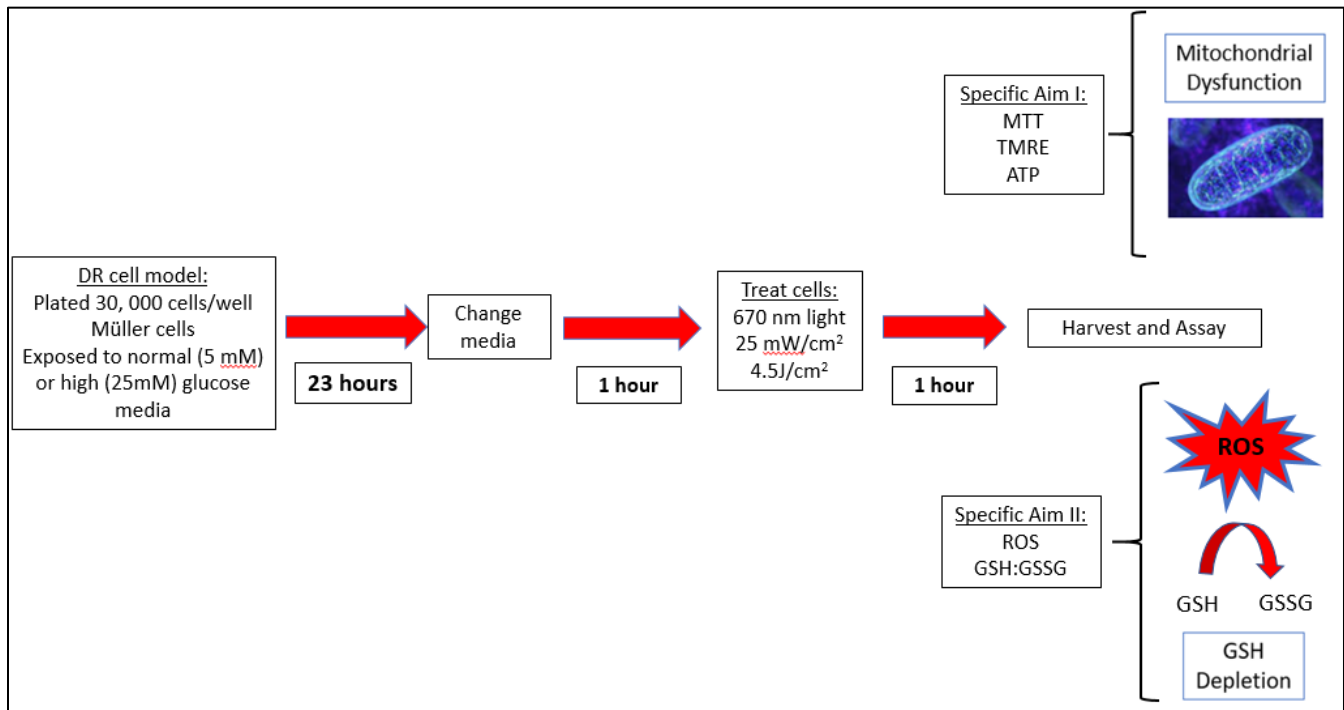 DR cell model:
Plated 30, 000 cells/well
Müller cells
Exposed to normal (5 mM)
or high (25mM) glucose
media
23 hours
Change
media
1 hour
Treat cells:
670 nm light
25 mW/cm²
4.5J/cm²
1 hour
Harvest and Assay
Specific Aim I:
MTT
TMRE
ATP
Mitochondrial
Dysfunction
Specific Aim II:
ROS
GSH:GSSG
ROS
GSH GSSG
GSH
Depletion